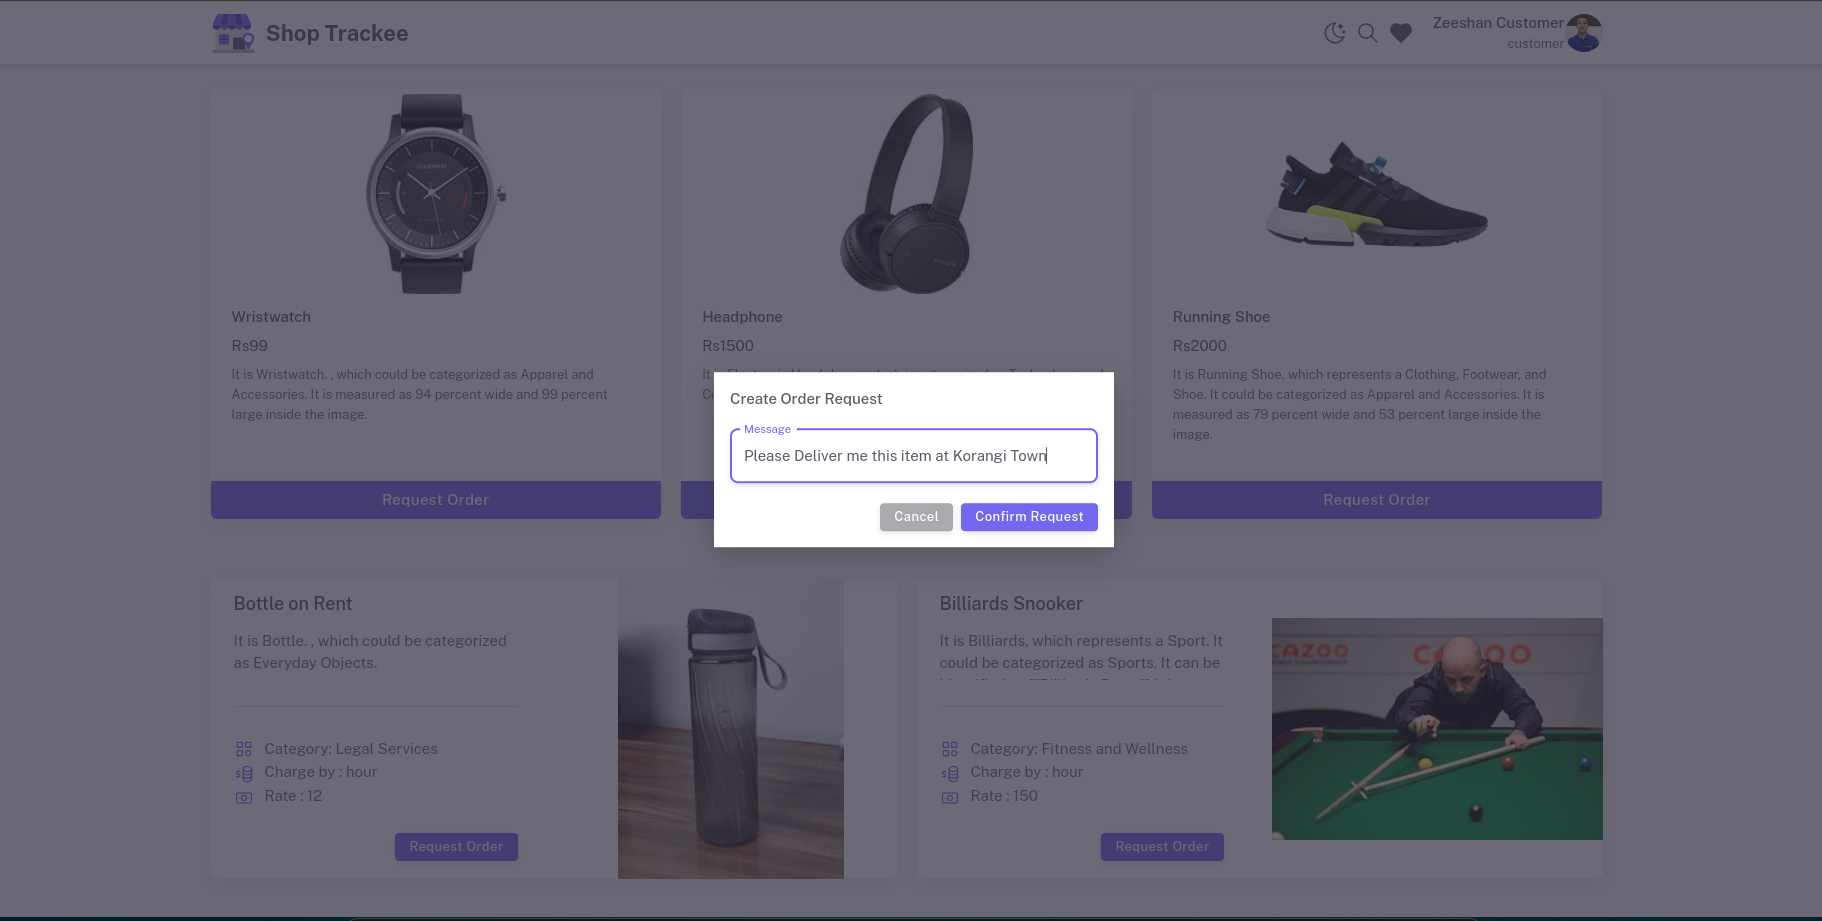 Shop Trackee
Zeeshan Customer
customer
GARMIN
SONY
Wristwatch
Rs99
It is Wristwatch. , which could be categorized as Apparel and
Accessories. It is measured as 94 percent wide and 99 percent
large inside the image.
Request Order
Headphone
Rs1500
It
Running Shoe
Rs2000
It is Running Shoe, which represents a Clothing, Footwear, and
Shoe. It could be categorized as Apparel and Accessories. It is
measured as 79 percent wide and 53 percent large inside the
image.
Request Order
Create Order Request
Message
Please Deliver me this item at Korangi Town
Cancel
Confirm Request
Bottle on Rent
It is Bottle. , which could be categorized
as Everyday Objects.
Category: Legal Services
Charge by : hour
Rate : 12
Request Order
Billiards Snooker
It is Billiards, which represents a Sport. It
could be categorized as Sports. It can be
Category: Fitness and Wellness
Charge by : hour
Rate : 150
Request Order
CAZOO
CAZOO